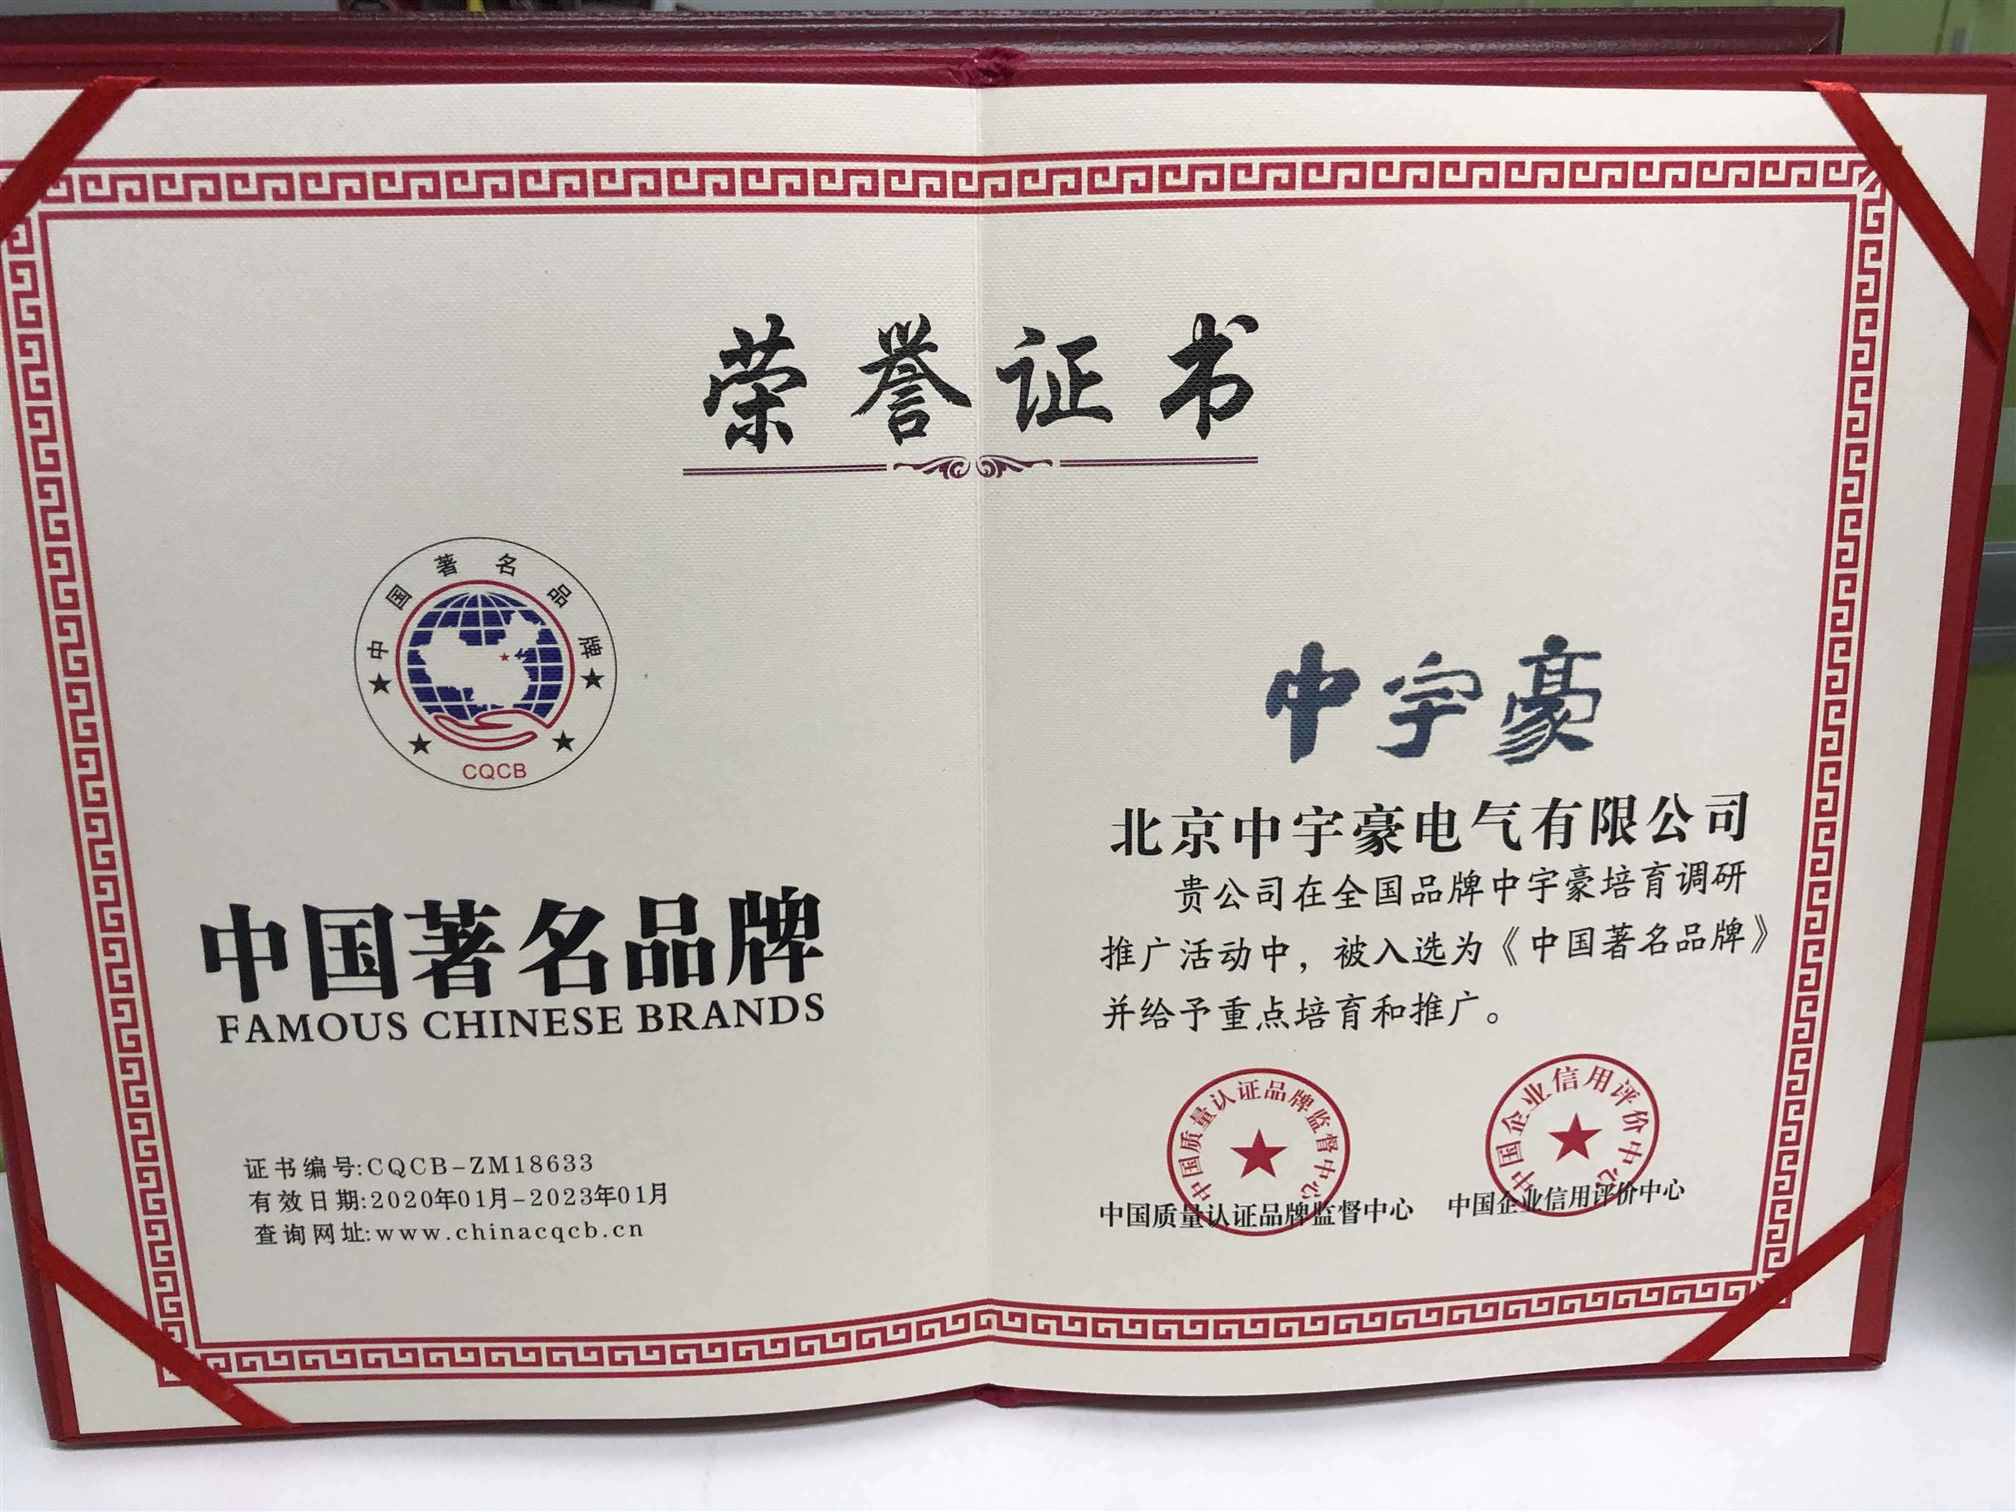 荣誉证书
中国著名品牌
CQCB
中国著名品牌
FAMOUS CHINESE BRANDS
证书编号:CQCB-ZM18633
有效日期:2020年01月-2023年01月
查询网址:www.chinacqcb.cn
中宇豪
北京中宇豪电气有限公司
贵公司在全国品牌中宇豪培育调研
推广活动中，被入选为《中国著名品牌》
并给予重点培育和推广。
中国质量认证品牌监督中心
中国企业信用评价中心
中国质量认证品牌监督中心
中国企业信用评价中心